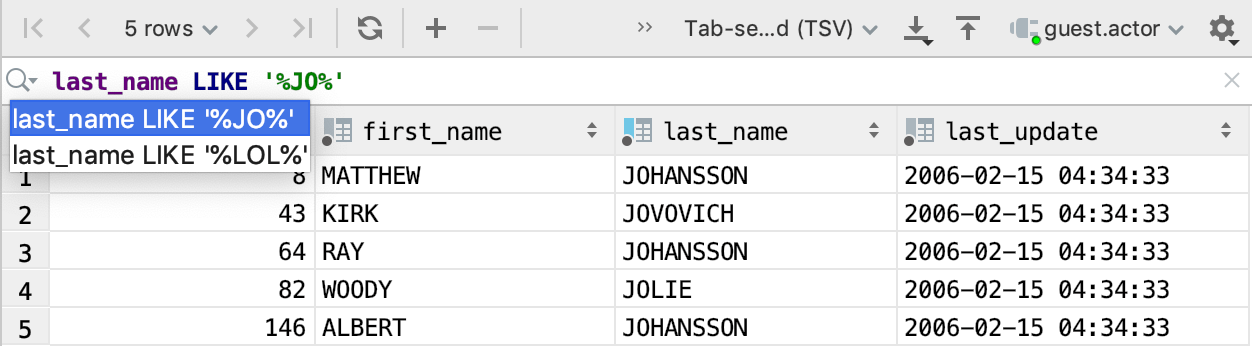 5 rows Tab-se...d (TSV) guest.actor
last_name LIKE '%JO%'
last_name LIKE '%JO%'
last_name LIKE '%LOL%'
first_name last_name last_update
1 8 MATTHEW JOHANSSON 2006-02-15 04:34:33
2 43 KIRK JOVOVICH 2006-02-15 04:34:33
3 64 RAY JOHANSSON 2006-02-15 04:34:33
4 82 WOODY JOLIE 2006-02-15 04:34:33
5 146 ALBERT JOHANSSON 2006-02-15 04:34:33